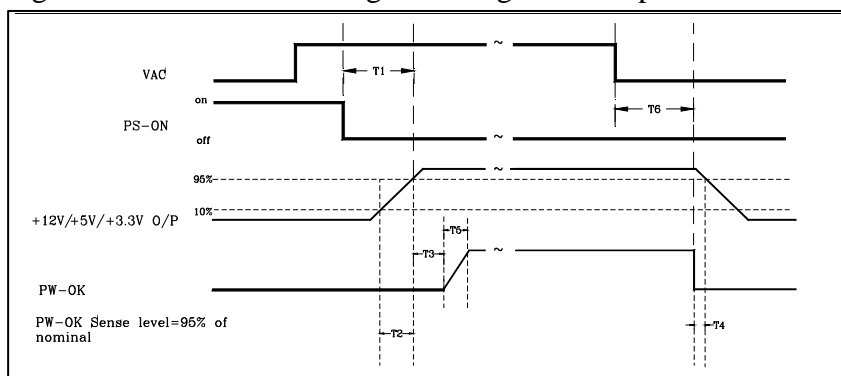 VAC
T1
~
T6
PS-ON
on
off
~
95%
10%
+12V/+5V/+3.3V O/P
~
T5
T3
~
PW-OK
PW-OK Sense level=95% of
nominal
T2
T4